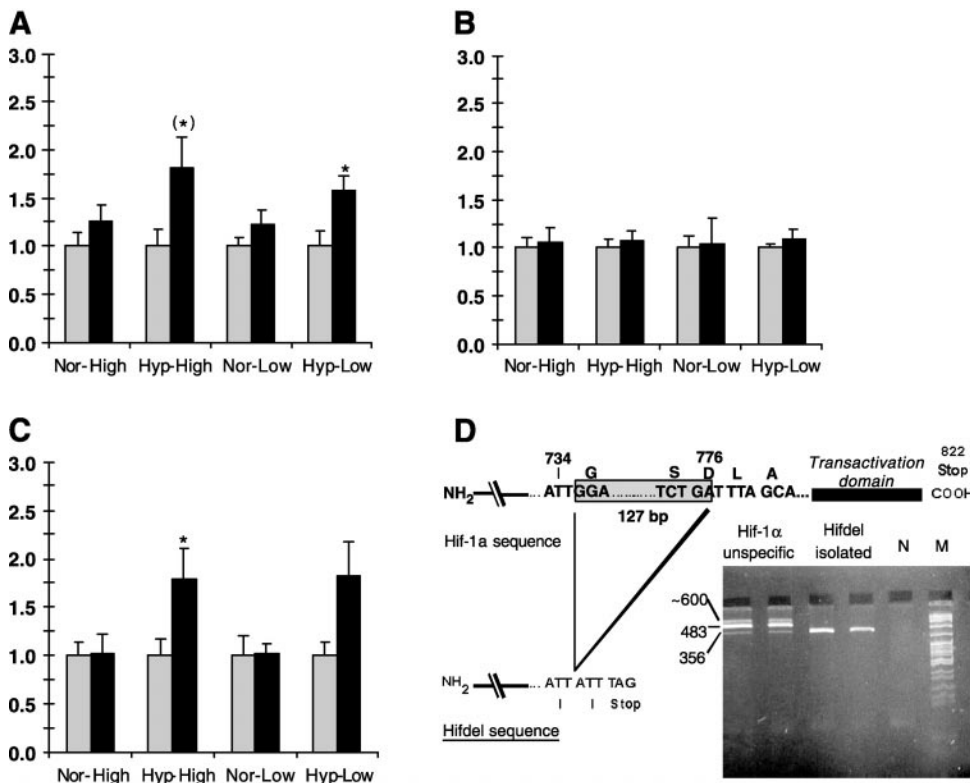 A
3.0
2.5
2.0
1.5
1.0
0.5
0.0
(*)
*
Nor-High Hyp-High Nor-Low Hyp-Low
B
3.0
2.5
2.0
1.5
1.0
0.5
0.0
Nor-High Hyp-High Nor-Low Hyp-Low
C
3.0
2.5
2.0
1.5
1.0
0.5
0.0
*
Nor-High Hyp-High Nor-Low Hyp-Low
D
734 776 822
I G S D L A Transactivation domain Stop
NH2 ... ATTGGA.........TCT GATTTAGCA... COOH
127 bp
Hif-1a sequence
Hif-1α unspecific
Hifdel isolated
N
M
~600
483
356
NH2 ... ATT ATT TAG
I I Stop
Hifdel sequence